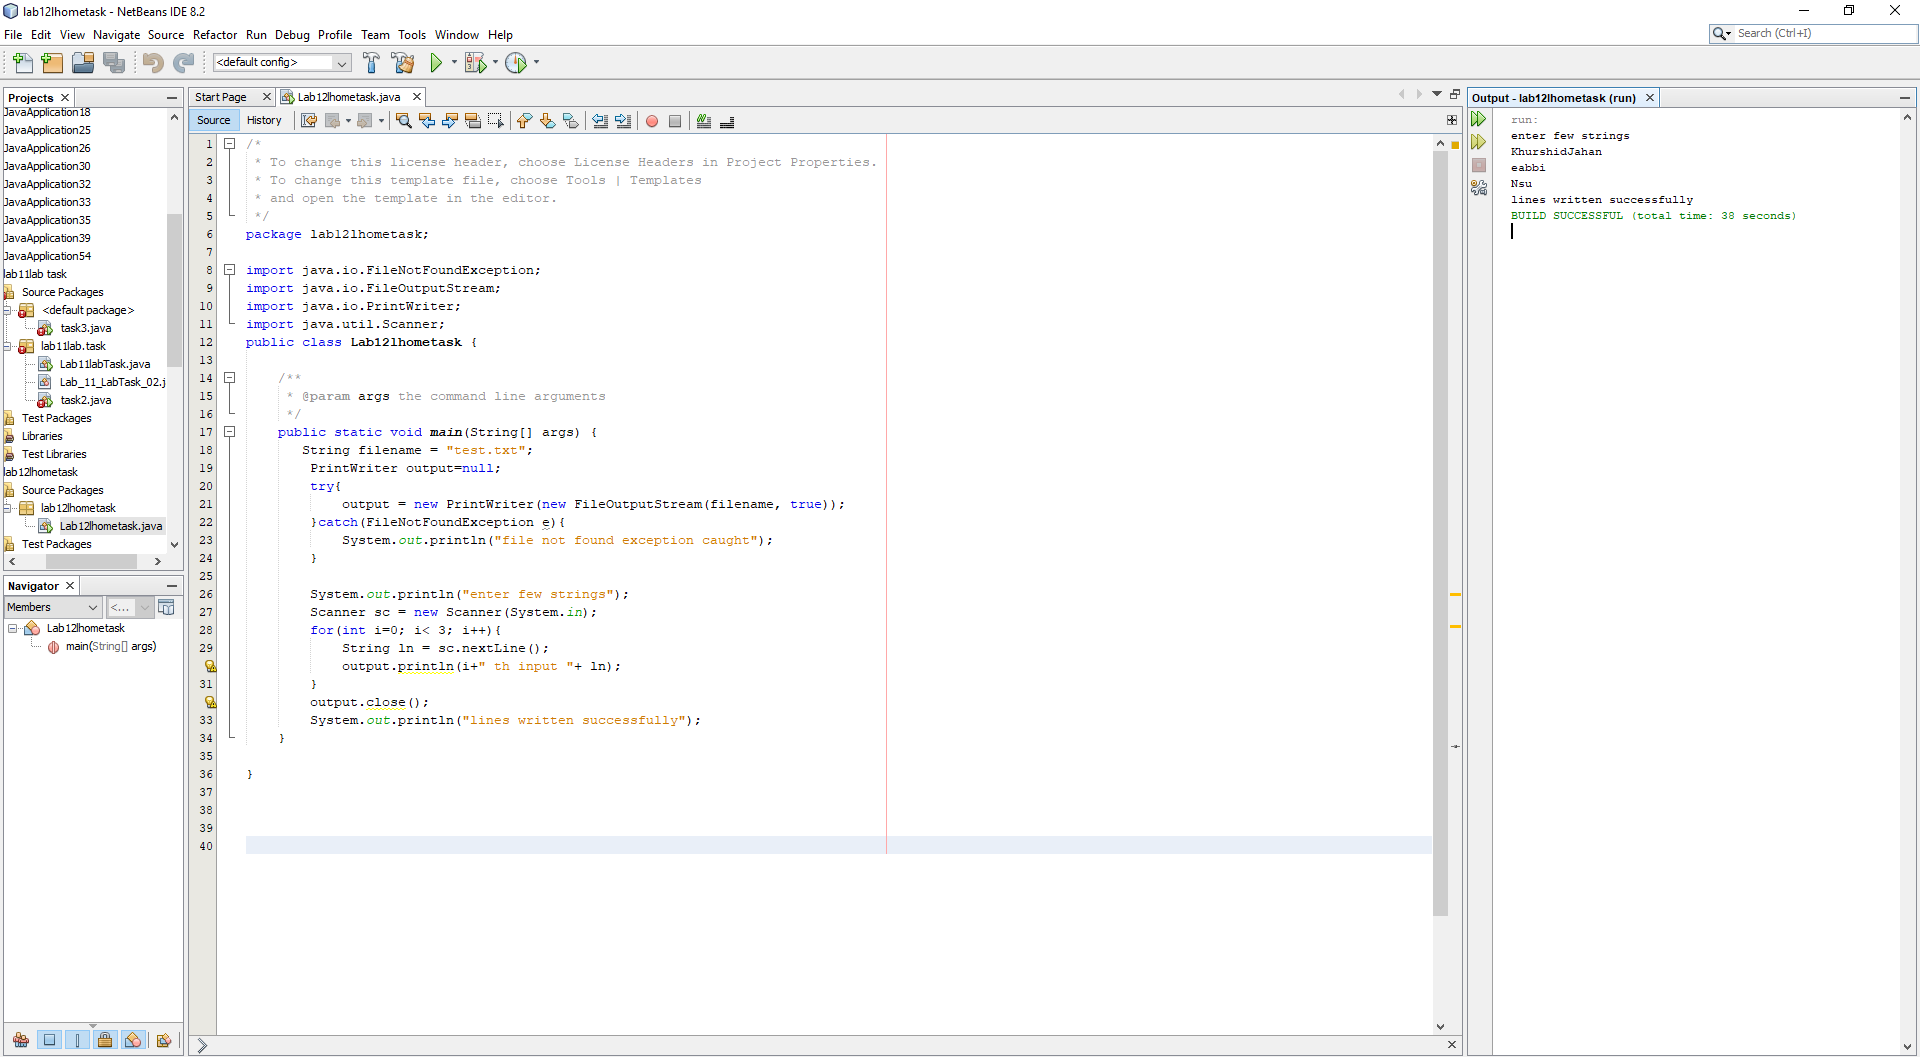 lab12lhometask - NetBeans IDE 8.2
File Edit View Navigate Source Refactor Run Debug Profile Team Tools Window Help
Search (Ctrl+I)
<default config>
Projects
JavaApplication18
JavaApplication25
JavaApplication26
JavaApplication30
JavaApplication32
JavaApplication33
JavaApplication35
JavaApplication39
JavaApplication54
lab11lab task
Source Packages
<default package>
task3.java
lab11lab.task
Lab11labTask.java
Lab_11_LabTask_02.j
task2.java
Test Packages
Libraries
Test Libraries
lab12lhometask
Source Packages
lab12lhometask
Lab12lhometask.java
Test Packages
Navigator
Members <...
Lab12lhometask
main(String[] args)
Start Page Lab12lhometask.java
Source History
1 /*
2 * To change this license header, choose License Headers in Project Properties.
3 * To change this template file, choose Tools | Templates
4 * and open the template in the editor.
5 */
6 package lab12lhometask;
7
8 import java.io.FileNotFoundException;
9 import java.io.FileOutputStream;
10 import java.io.PrintWriter;
11 import java.util.Scanner;
12 public class Lab12lhometask {
13
14 /**
15 * @param args the command line arguments
16 */
17 public static void main(String[] args) {
18 String filename = "test.txt";
19 PrintWriter output=null;
20 try{
21 output = new PrintWriter(new FileOutputStream(filename, true));
22 }catch(FileNotFoundException e){
23 System.out.println("file not found exception caught");
24 }
25
26 System.out.println("enter few strings");
27 Scanner sc = new Scanner(System.in);
28 for(int i=0; i< 3; i++){
29 String ln = sc.nextLine();
output.println(i+" th input "+ ln);
31 }
output.close();
33 System.out.println("lines written successfully");
34 }
35
36 }
37
38
39
40
Output - lab12lhometask (run)
run:
enter few strings
KhurshidJahan
eabbi
Nsu
lines written successfully
BUILD SUCCESSFUL (total time: 38 seconds)